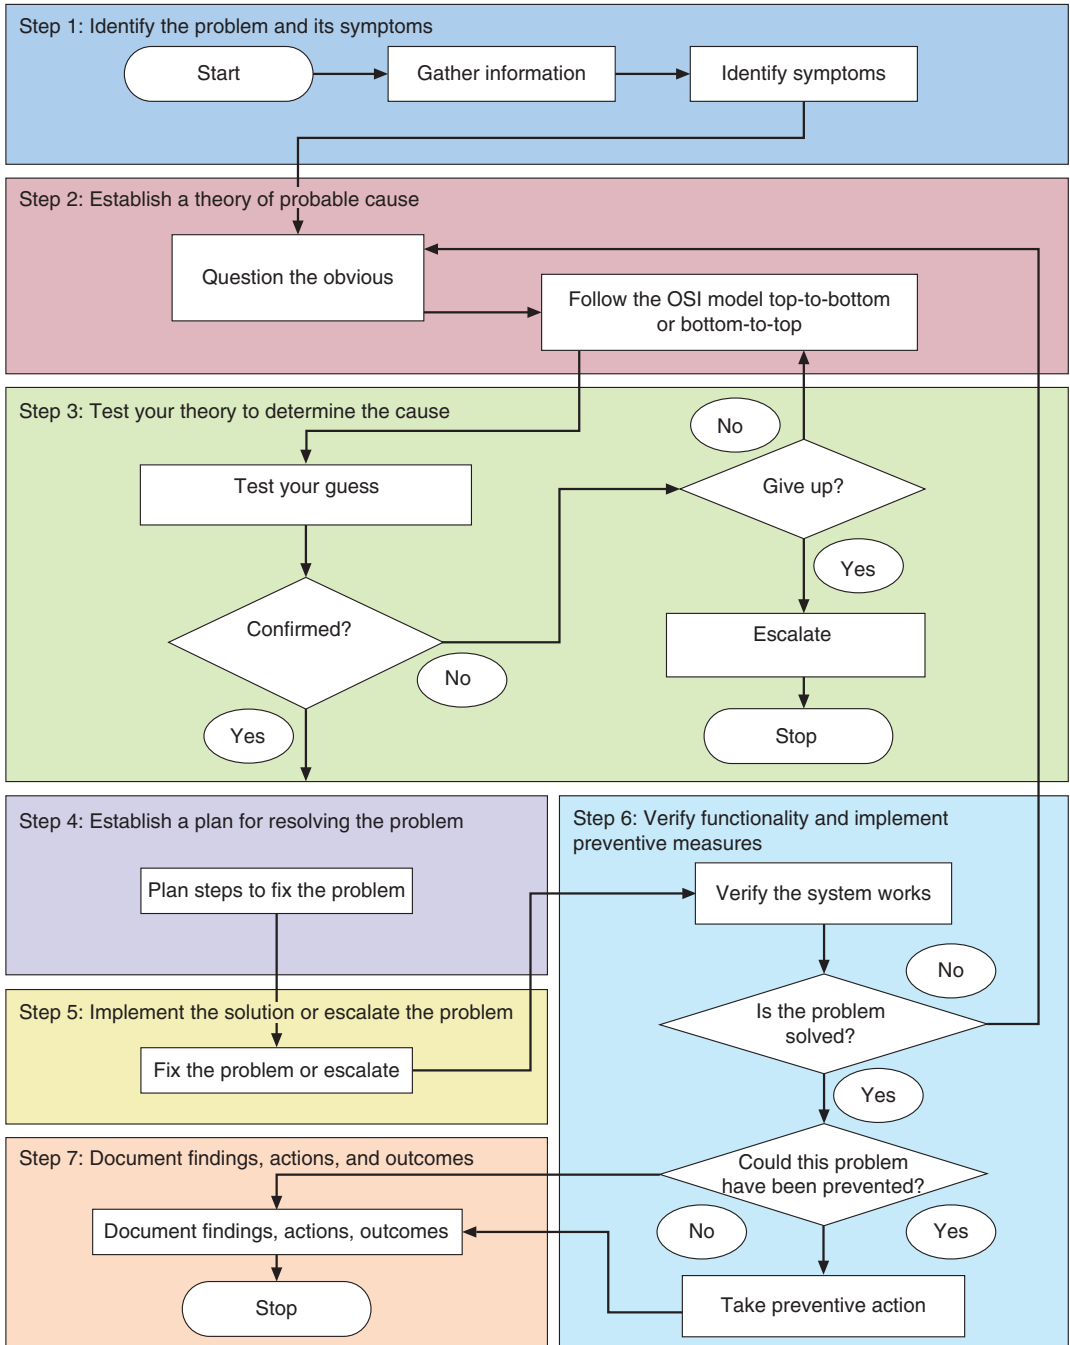 Step 1: Identify the problem and its symptoms
Start
Gather information
Identify symptoms
Step 2: Establish a theory of probable cause
Question the obvious
Follow the OSI model top-to-bottom
or bottom-to-top
Step 3: Test your theory to determine the cause
No
Test your guess
Give up?
Yes
Confirmed?
Escalate
No
Yes
Stop
Step 4: Establish a plan for resolving the problem
Plan steps to fix the problem
Step 5: Implement the solution or escalate the problem
Fix the problem or escalate
Step 6: Verify functionality and implement
preventive measures
Verify the system works
No
Is the problem
solved?
Yes
Could this problem
have been prevented?
No
Yes
Take preventive action
Step 7: Document findings, actions, and outcomes
Document findings, actions, outcomes
Stop